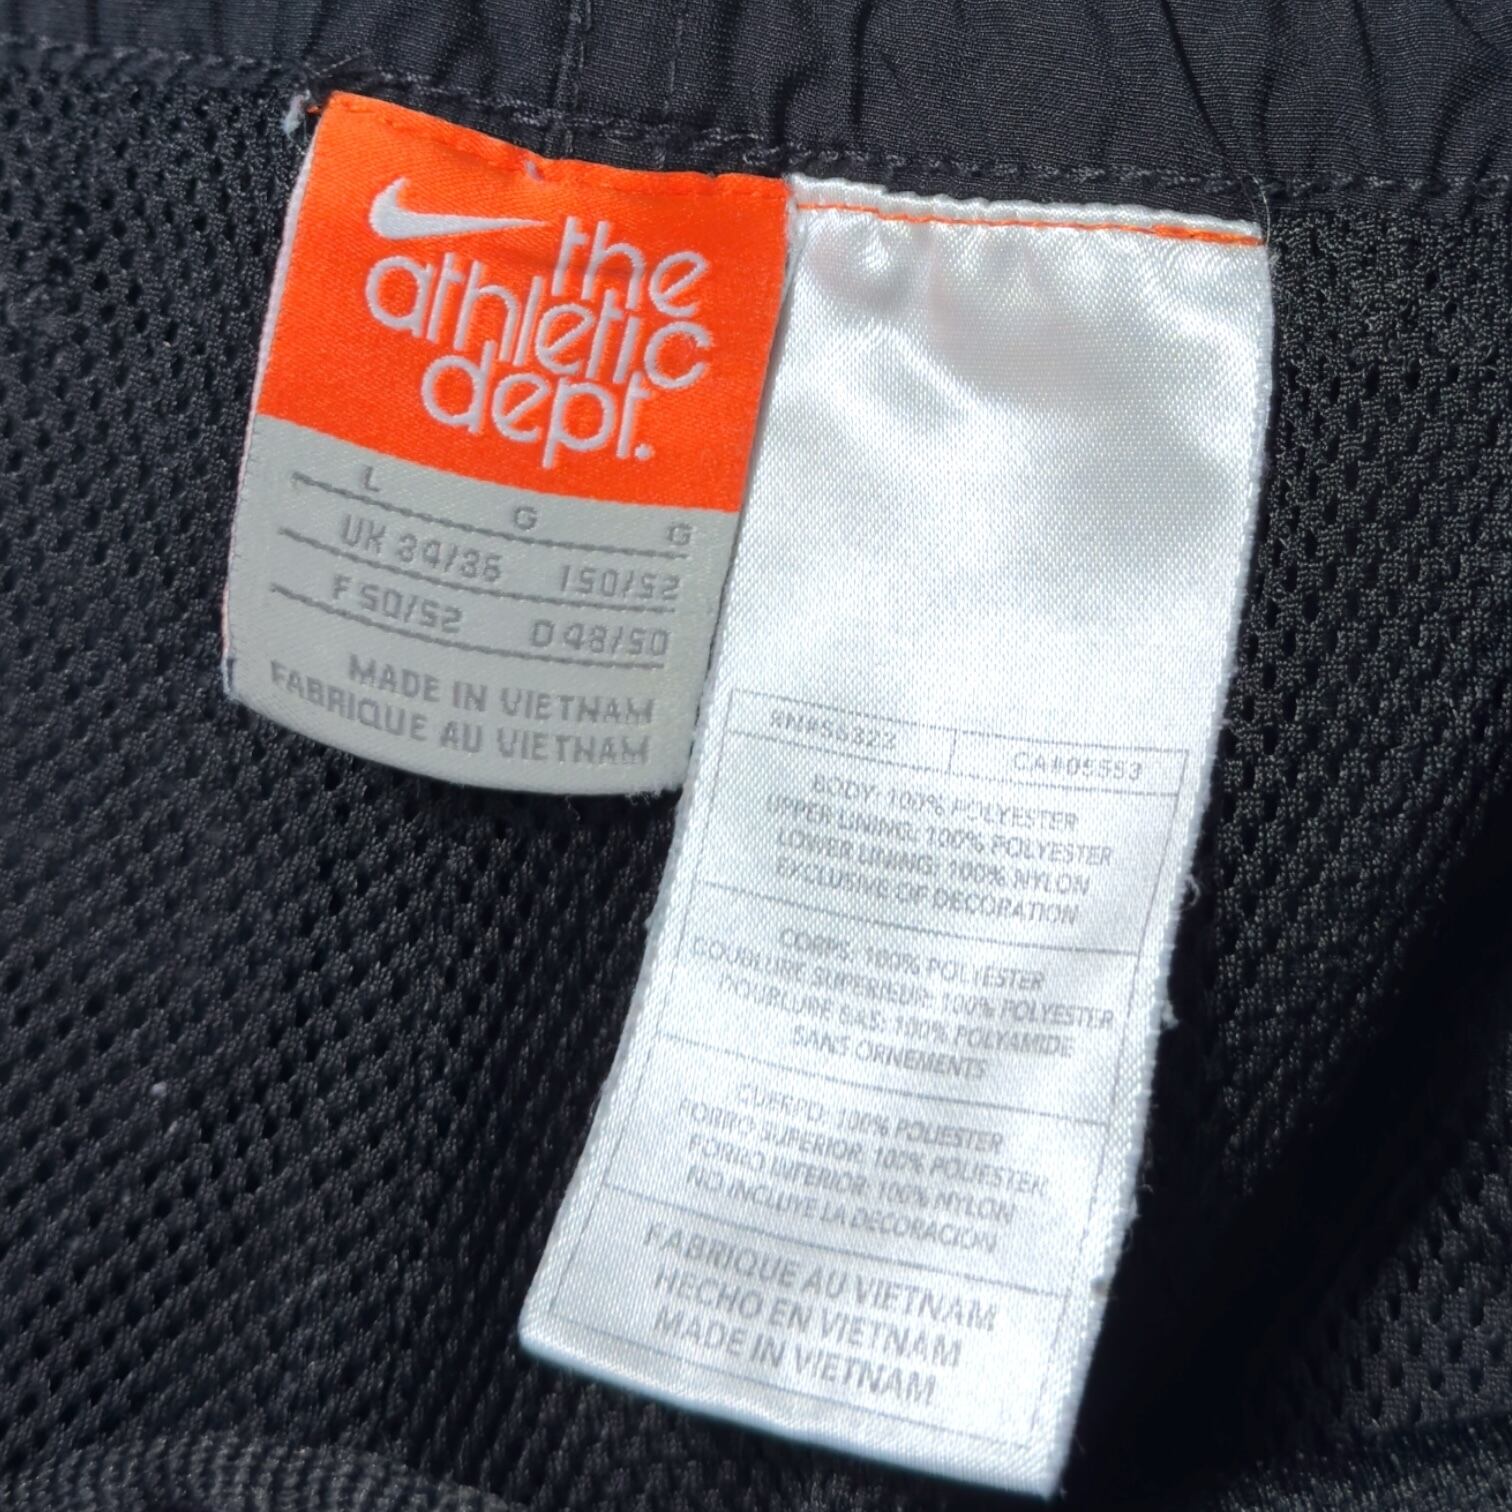 the
athletic
dept.
L G G
UK 34/36 I 50/52
F 50/52 D 48/50
MADE IN VIETNAM
FABRIQUE AU VIETNAM
RN#55323 CA#05553
BODY: 100% POLYESTER
UPPER LINING: 100% POLYESTER
LOWER LINING: 100% NYLON
EXCLUSIVE OF DECORATION
CORPS: 100% POLYESTER
DOUBLURE SUPERIEUR: 100% POLYESTER
DOUBLURE BAS: 100% POLYAMIDE
SANS ORNEMENTS
CUERPO: 100% POLIESTER
FORRO SUPERIOR: 100% POLIESTER
FORRO INFERIOR: 100% NYLON
NO INCLUYE LA DECORACION
FABRIQUE AU VIETNAM
HECHO EN VIETNAM
MADE IN VIETNAM